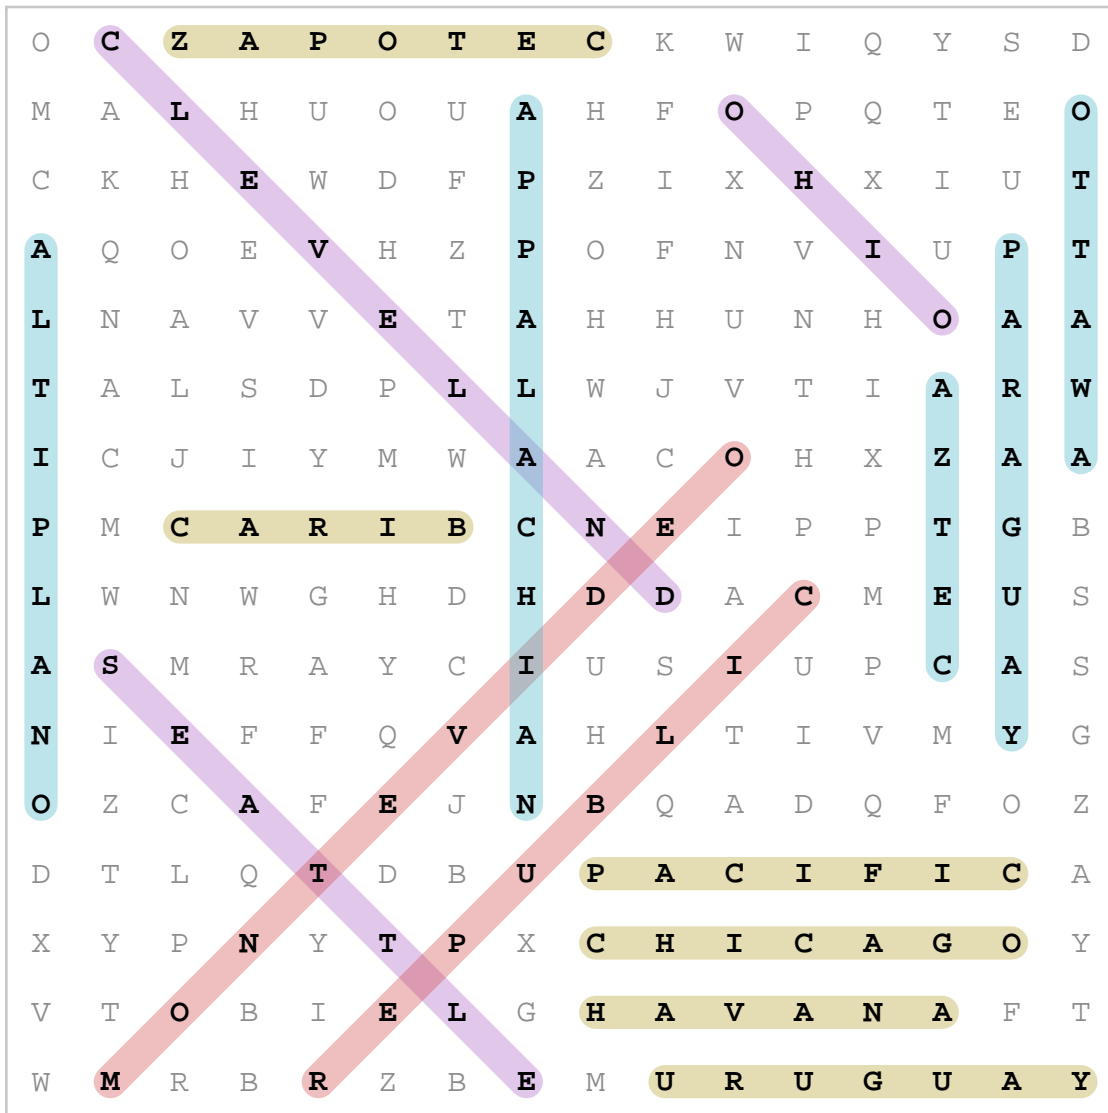 O C Z A P O T E C K W I Q Y S D
M A L H U O U A H F O P Q T E O
C K H E W D F P Z I X H X I U T
A Q O E V H Z P O F N V I U P T
L N A V V E T A H H U N H O A A
T A L S D P L L W J V T I A R W
I C J I Y M W A A C O H X Z A A
P M C A R I B C N E I P P T G B
L W N W G H D H D D A C M E U S
A S M R A Y C I U S I U P C A S
N I E F F Q V A H L T I V M Y G
O Z C A F E J N B Q A D Q F O Z
D T L Q T D B U P A C I F I C A
X Y P N Y T P X C H I C A G O Y
V T O B I E L G H A V A N A F T
W M R B R Z B E M U R U G U A Y